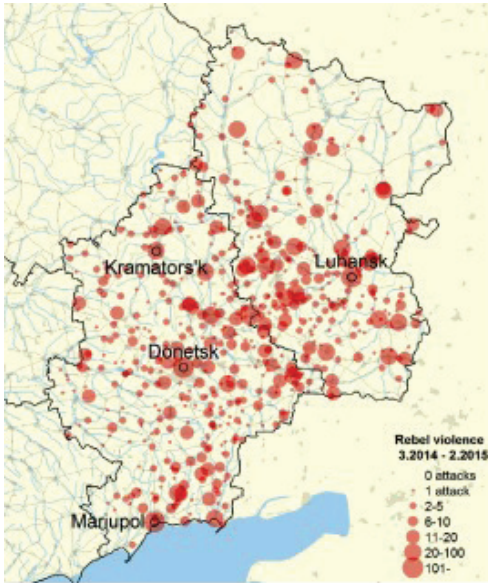 Kramators'k
Luhansk
Donetsk
Mariupol
Rebel violence
3.2014 - 2.2015
0 attacks
1 attack
2-5
6-10
11-20
20-100
101-